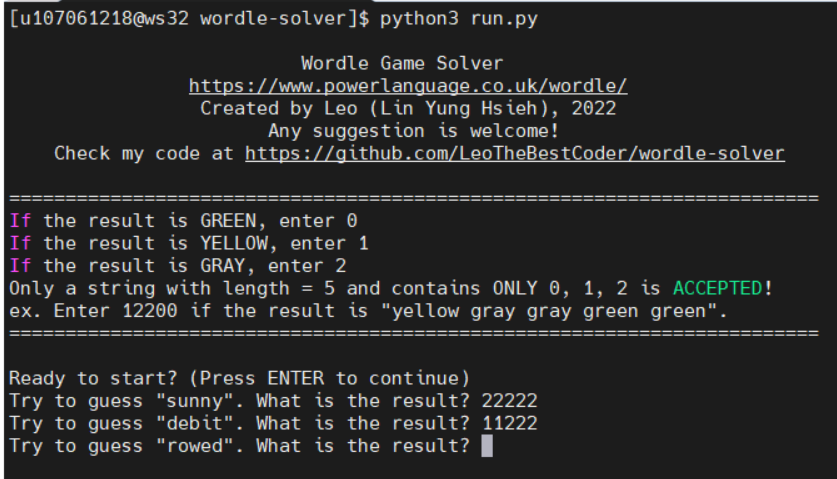 [u107061218@ws32 wordle-solver]$ python3 run.py
Wordle Game Solver
https://www.powerlanguage.co.uk/wordle/
Created by Leo (Lin Yung Hsieh), 2022
Any suggestion is welcome!
Check my code at https://github.com/LeoTheBestCoder/wordle-solver
========================================================================
If the result is GREEN, enter 0
If the result is YELLOW, enter 1
If the result is GRAY, enter 2
Only a string with length = 5 and contains ONLY 0, 1, 2 is ACCEPTED!
ex. Enter 12200 if the result is "yellow gray gray green green".
========================================================================
Ready to start? (Press ENTER to continue)
Try to guess "sunny". What is the result? 22222
Try to guess "debit". What is the result? 11222
Try to guess "rowed". What is the result?